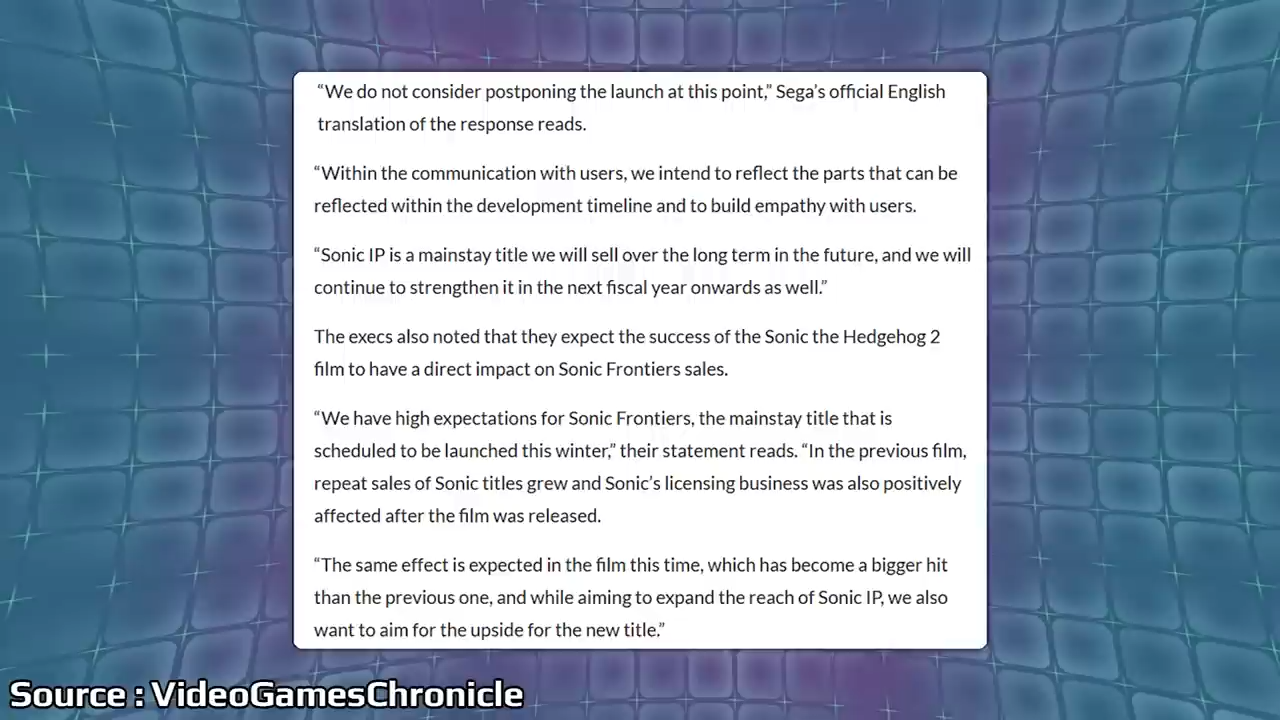 “We do not consider postponing the launch at this point,” Sega’s official English
translation of the response reads.
“Within the communication with users, we intend to reflect the parts that can be
reflected within the development timeline and to build empathy with users.
“Sonic IP is a mainstay title we will sell over the long term in the future, and we will
continue to strengthen it in the next fiscal year onwards as well.”
The execs also noted that they expect the success of the Sonic the Hedgehog 2
film to have a direct impact on Sonic Frontiers sales.
“We have high expectations for Sonic Frontiers, the mainstay title that is
scheduled to be launched this winter,” their statement reads. “In the previous film,
repeat sales of Sonic titles grew and Sonic’s licensing business was also positively
affected after the film was released.
“The same effect is expected in the film this time, which has become a bigger hit
than the previous one, and while aiming to expand the reach of Sonic IP, we also
want to aim for the upside for the new title.”
Source : VideoGamesChronicle